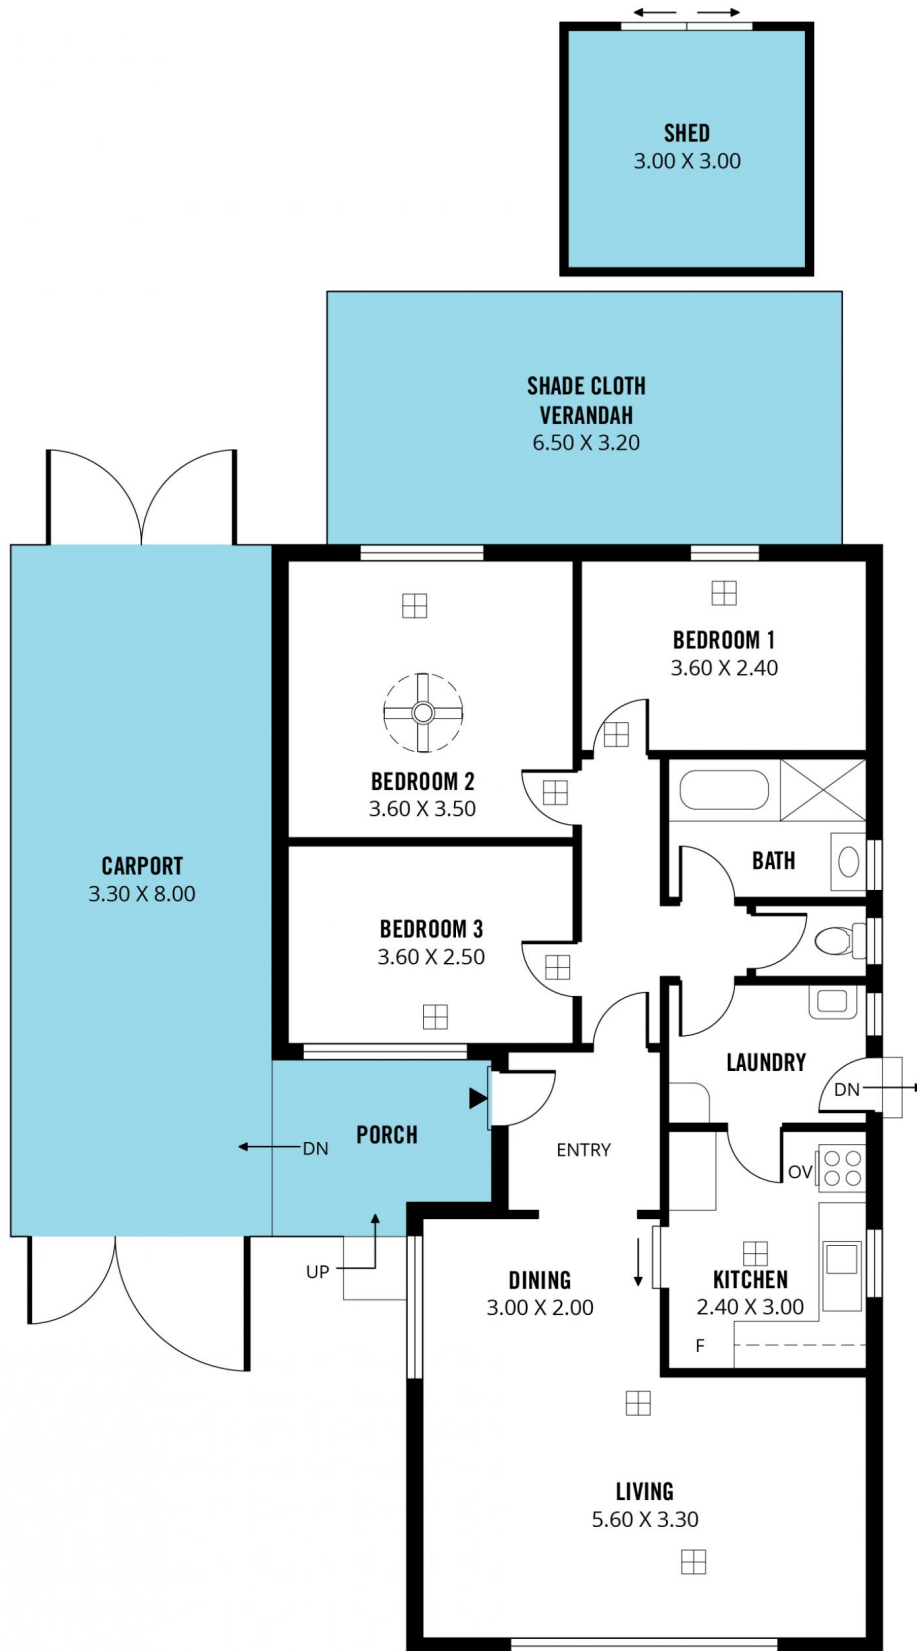 SHED
3.00 X 3.00
SHADE CLOTH
VERANDAH
6.50 X 3.20
BEDROOM 1
3.60 X 2.40
BEDROOM 2
3.60 X 3.50
CARPORT
3.30 X 8.00
BATH
BEDROOM 3
3.60 X 2.50
LAUNDRY
DN
PORCH
DN
ENTRY
OV
UP
DINING
3.00 X 2.00
KITCHEN
2.40 X 3.00
F
LIVING
5.60 X 3.30